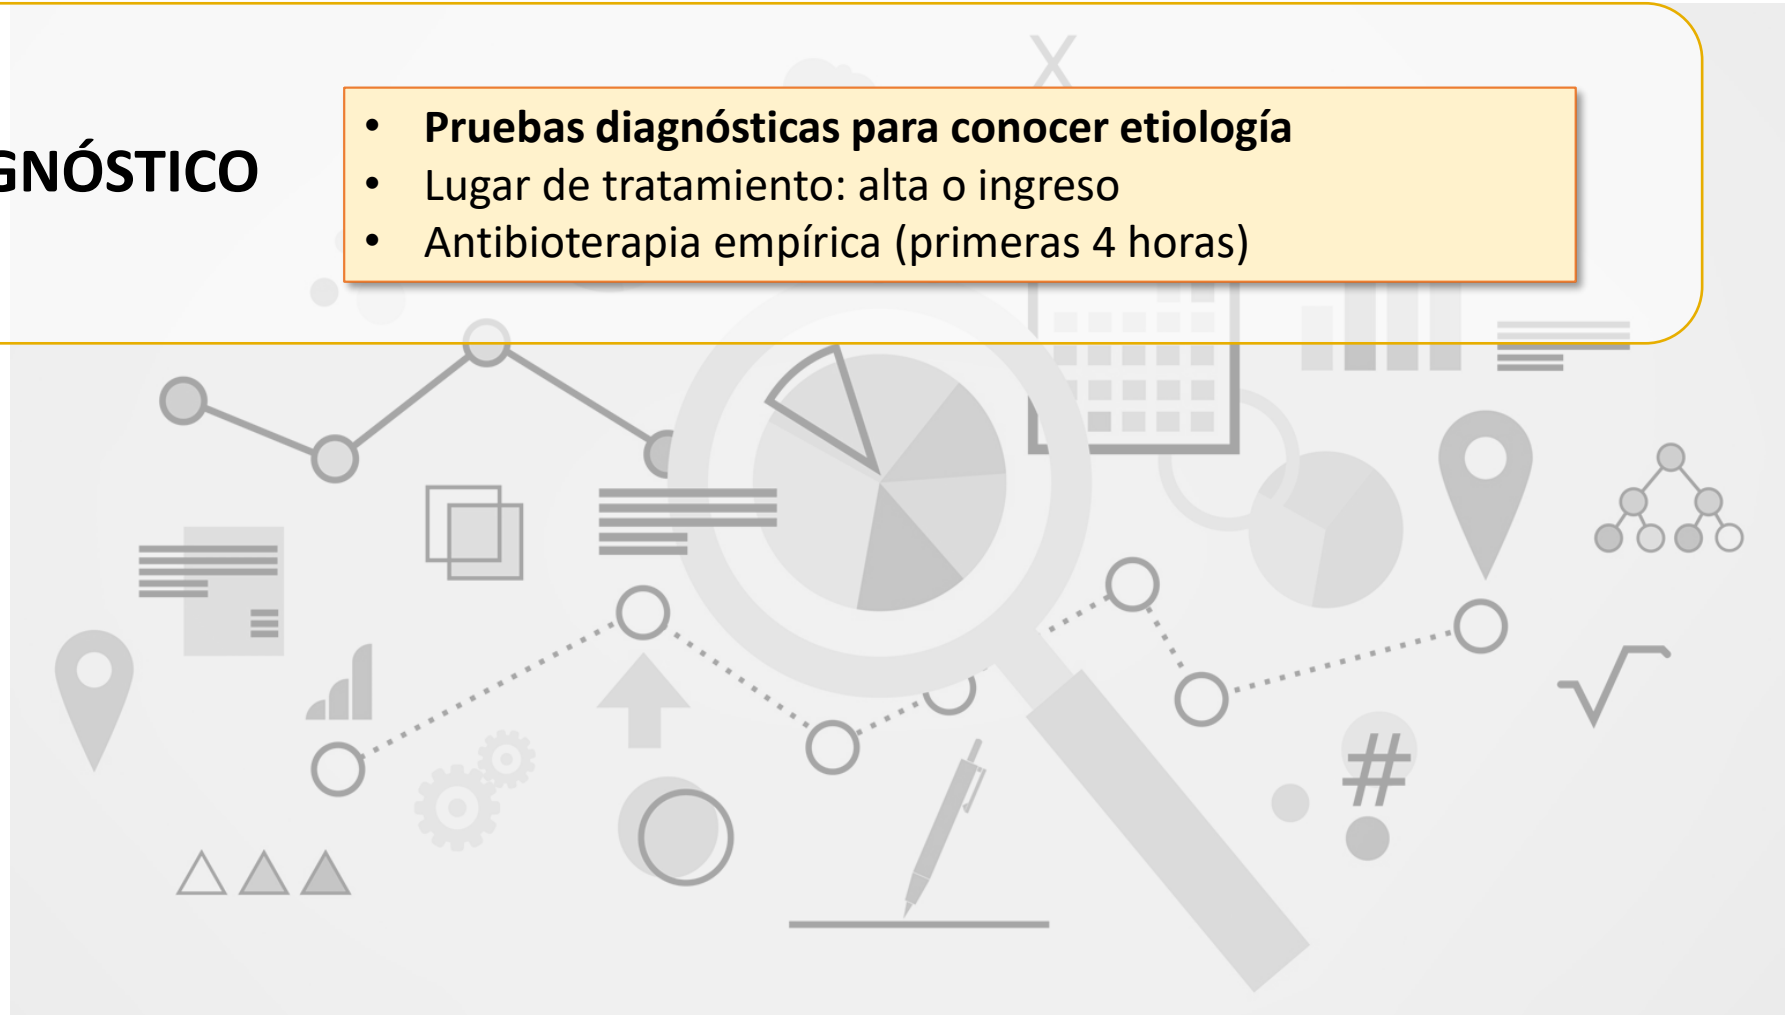 GNÓSTICO
• Pruebas diagnósticas para conocer etiología
• Lugar de tratamiento: alta o ingreso
• Antibioterapia empírica (primeras 4 horas)
X
#